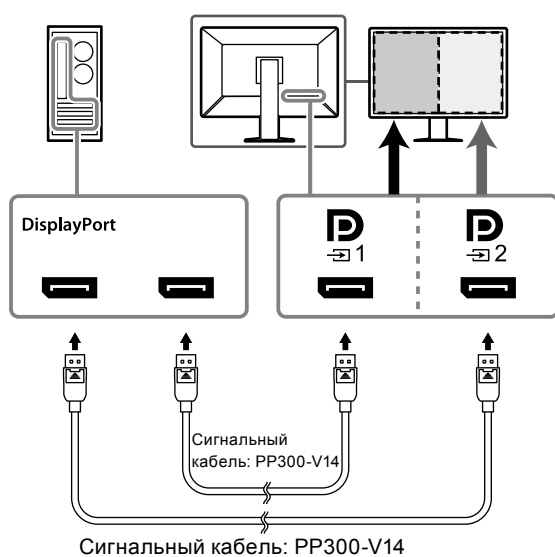 DisplayPort
1
2
Сигнальный
кабель: PP300-V14
Сигнальный кабель: PP300-V14